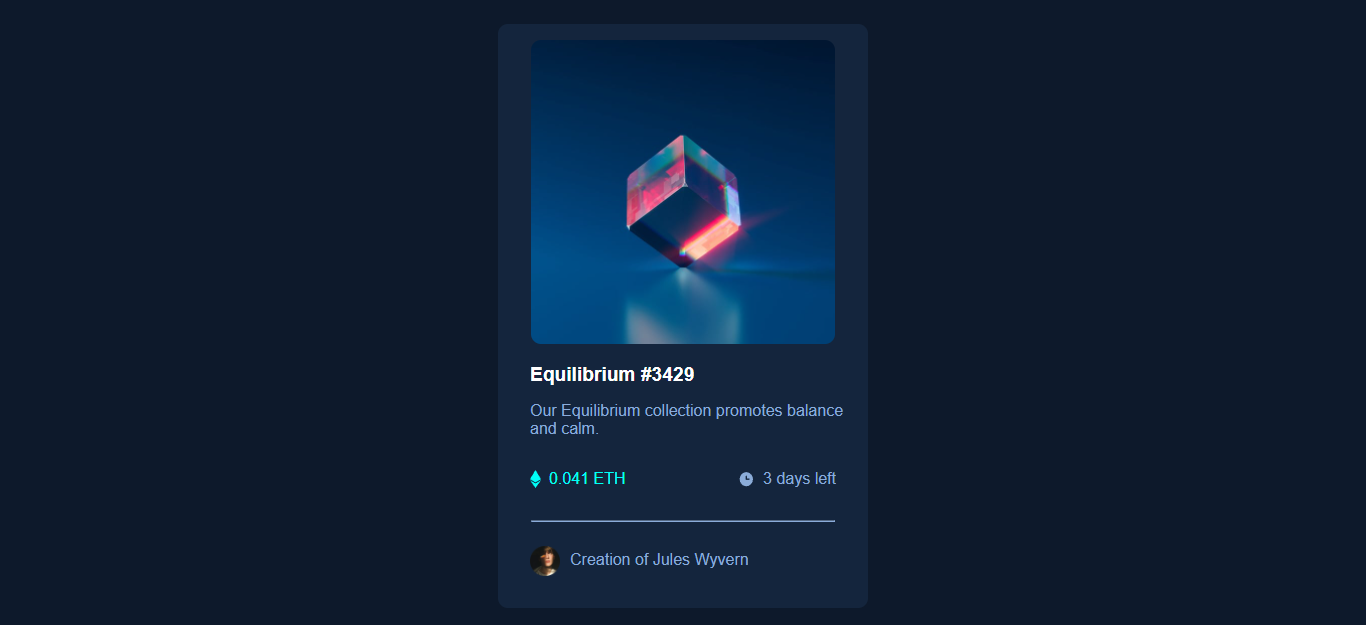 Equilibrium #3429
Our Equilibrium collection promotes balance
and calm.
0.041 ETH
3 days left
Creation of Jules Wyvern